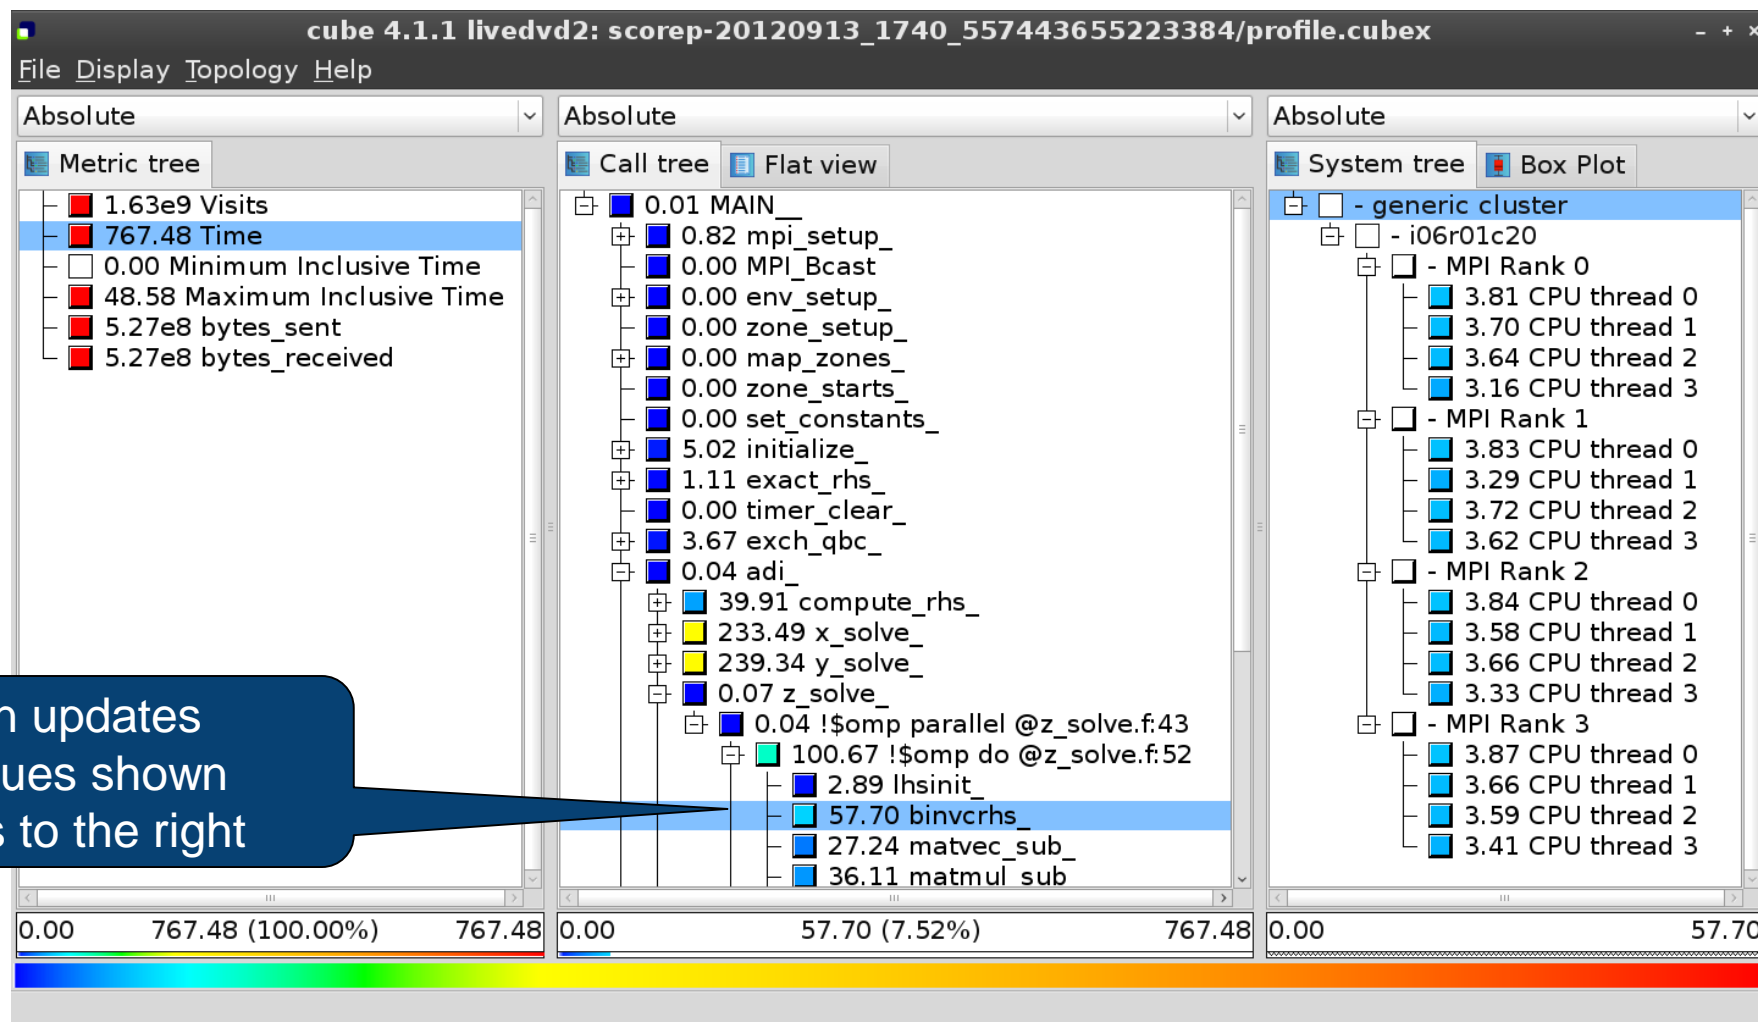 cube 4.1.1 livedvd2: scorep-20120913_1740_557443655223384/profile.cubex
File Display Topology Help
Absolute
Metric tree
1.63e9 Visits
767.48 Time
0.00 Minimum Inclusive Time
48.58 Maximum Inclusive Time
5.27e8 bytes_sent
5.27e8 bytes_received
updates
shown
to the right
0.00 767.48 (100.00%) 767.48
Absolute
Call tree Flat view
0.01 MAIN__
0.82 mpi_setup_
0.00 MPI_Bcast
0.00 env_setup_
0.00 zone_setup_
0.00 map_zones_
0.00 zone_starts_
0.00 set_constants_
5.02 initialize_
1.11 exact_rhs_
0.00 timer_clear_
3.67 exch_qbc_
0.04 adi_
39.91 compute_rhs_
233.49 x_solve_
239.34 y_solve_
0.07 z_solve_
0.04 !$omp parallel @z_solve.f:43
100.67 !$omp do @z_solve.f:52
2.89 lhsinit_
57.70 binvcrhs_
27.24 matvec_sub_
36.11 matmul_sub
0.00 57.70 (7.52%) 767.48
Absolute
System tree Box Plot
- generic cluster
- i06r01c20
- MPI Rank 0
3.81 CPU thread 0
3.70 CPU thread 1
3.64 CPU thread 2
3.16 CPU thread 3
- MPI Rank 1
3.83 CPU thread 0
3.29 CPU thread 1
3.72 CPU thread 2
3.62 CPU thread 3
- MPI Rank 2
3.84 CPU thread 0
3.58 CPU thread 1
3.66 CPU thread 2
3.33 CPU thread 3
- MPI Rank 3
3.87 CPU thread 0
3.66 CPU thread 1
3.59 CPU thread 2
3.41 CPU thread 3
0.00 57.70